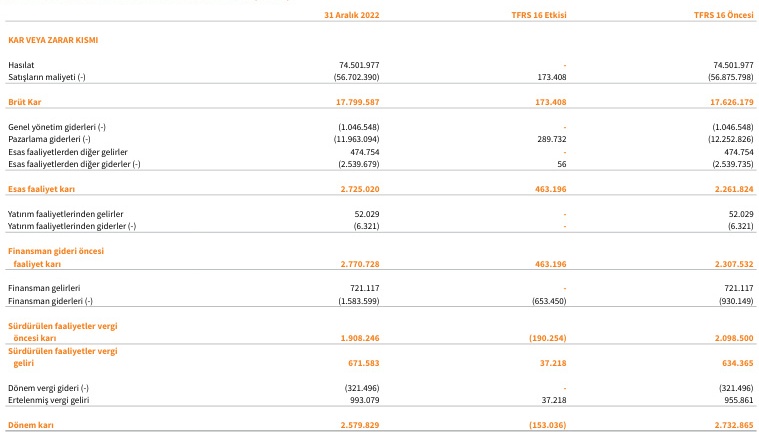 31 Aralık 2022 TFRS 16 Etkisi TFRS 16 Öncesi
KAR VEYA ZARAR KISMI
Hasılat 74.501.977 - 74.501.977
Satışların maliyeti (-) (56.702.390) 173.408 (56.875.798)
Brüt Kar 17.799.587 173.408 17.626.179
Genel yönetim giderleri (-) (1.046.548) - (1.046.548)
Pazarlama giderleri (-) (11.963.094) 289.732 (12.252.826)
Esas faaliyetlerden diğer gelirler 474.754 - 474.754
Esas faaliyetlerden diğer giderler (-) (2.539.679) 56 (2.539.735)
Esas faaliyet karı 2.725.020 463.196 2.261.824
Yatırım faaliyetlerinden gelirler 52.029 - 52.029
Yatırım faaliyetlerinden giderler (-) (6.321) - (6.321)
Finansman gideri öncesi
faaliyet karı 2.770.728 463.196 2.307.532
Finansman gelirleri 721.117 - 721.117
Finansman giderleri (-) (1.583.599) (653.450) (930.149)
Sürdürülen faaliyetler vergi
öncesi karı 1.908.246 (190.254) 2.098.500
Sürdürülen faaliyetler vergi
geliri 671.583 37.218 634.365
Dönem vergi gideri (-) (321.496) - (321.496)
Ertelenmiş vergi geliri 993.079 37.218 955.861
Dönem karı 2.579.829 (153.036) 2.732.865